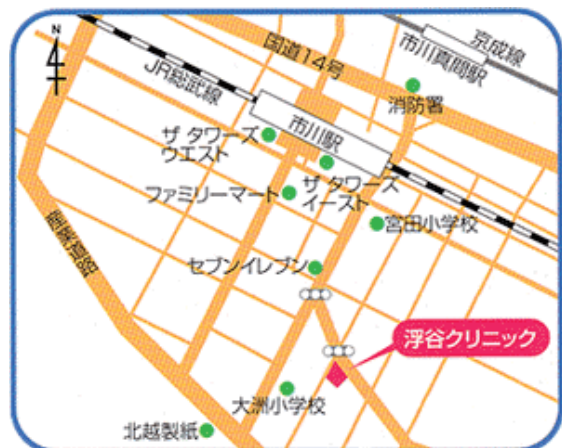 N
国道14号
京成線
市川真間駅
JR総武線
消防署
市川駅
ザ タワーズ
ウエスト
ファミリーマート
ザ タワーズ
イースト
宮田小学校
産業道路
セブンイレブン
浮谷クリニック
大洲小学校
北越製紙